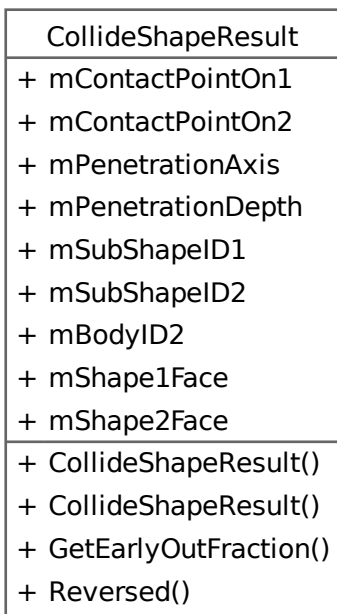 CollideShapeResult
+ mContactPointOn1
+ mContactPointOn2
+ mPenetrationAxis
+ mPenetrationDepth
+ mSubShapeID1
+ mSubShapeID2
+ mBodyID2
+ mShape1Face
+ mShape2Face
+ CollideShapeResult()
+ CollideShapeResult()
+ GetEarlyOutFraction()
+ Reversed()